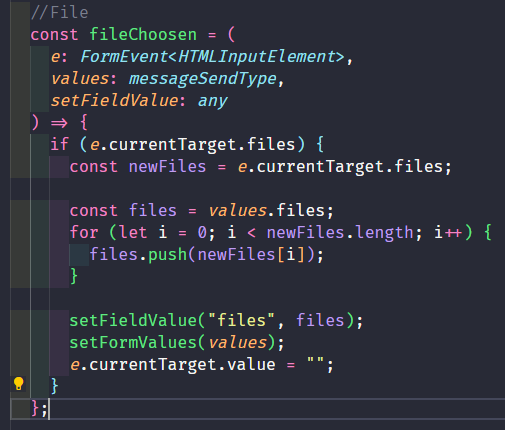 //File
const fileChoosen = (
e: FormEvent<HTMLInputElement>,
values: messageSendType,
setFieldValue: any
) => {
if (e.currentTarget.files) {
const newFiles = e.currentTarget.files;
const files = values.files;
for (let i = 0; i < newFiles.length; i++) {
files.push(newFiles[i]);
}
setFieldValue("files", files);
setFormValues(values);
e.currentTarget.value = "";
}
};